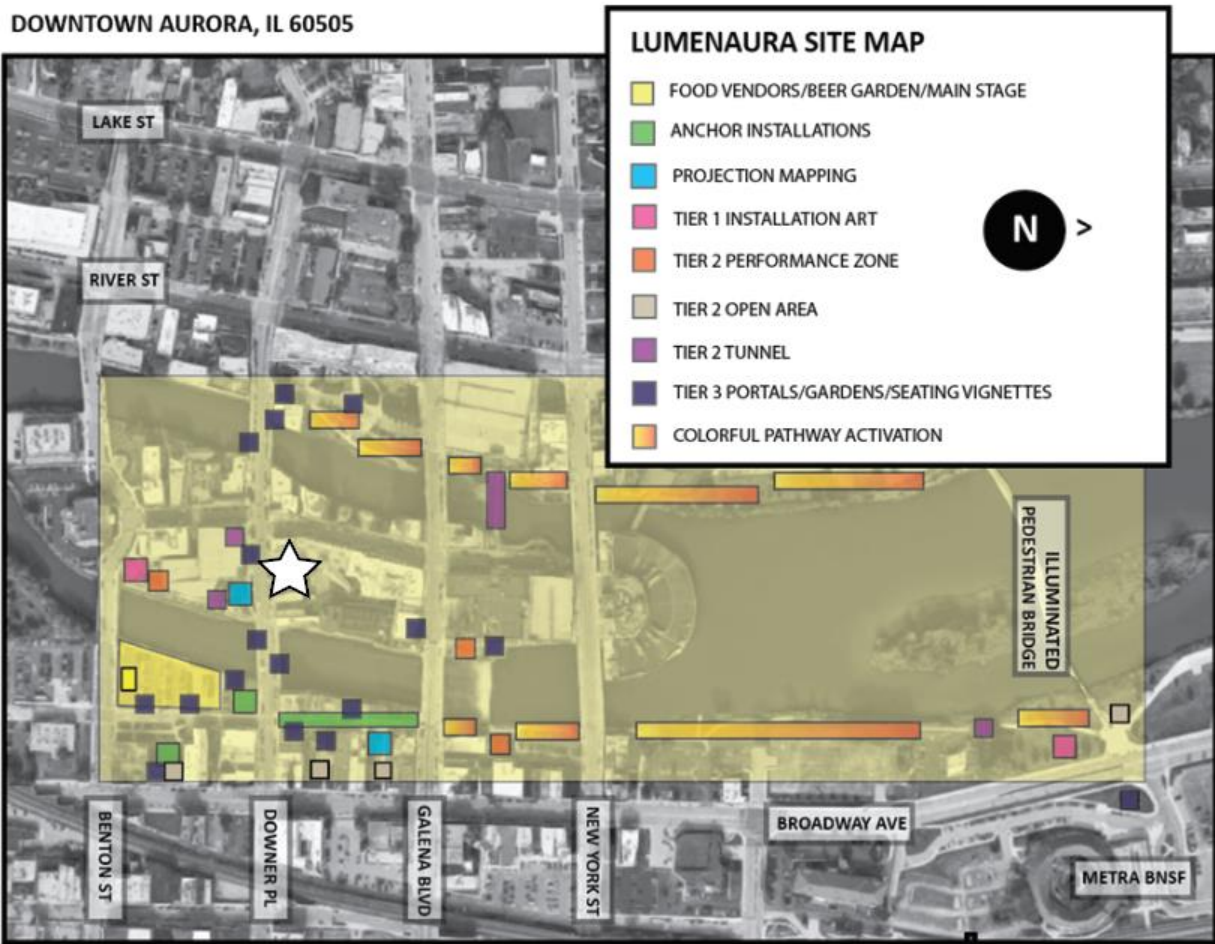 DOWNTOWN AURORA, IL 60505
LUMENAURA SITE MAP
FOOD VENDORS/BEER GARDEN/MAIN STAGE
ANCHOR INSTALLATIONS
PROJECTION MAPPING
TIER 1 INSTALLATION ART
TIER 2 PERFORMANCE ZONE
TIER 2 OPEN AREA
TIER 2 TUNNEL
TIER 3 PORTALS/GARDENS/SEATING VIGNETTES
COLORFUL PATHWAY ACTIVATION
N >
LAKE ST
RIVER ST
ILLUMINATED
PEDESTRIAN BRIDGE
BENTON ST
DOWNER PL
GALENA BLVD
NEW YORK ST
BROADWAY AVE
METRA BNSF